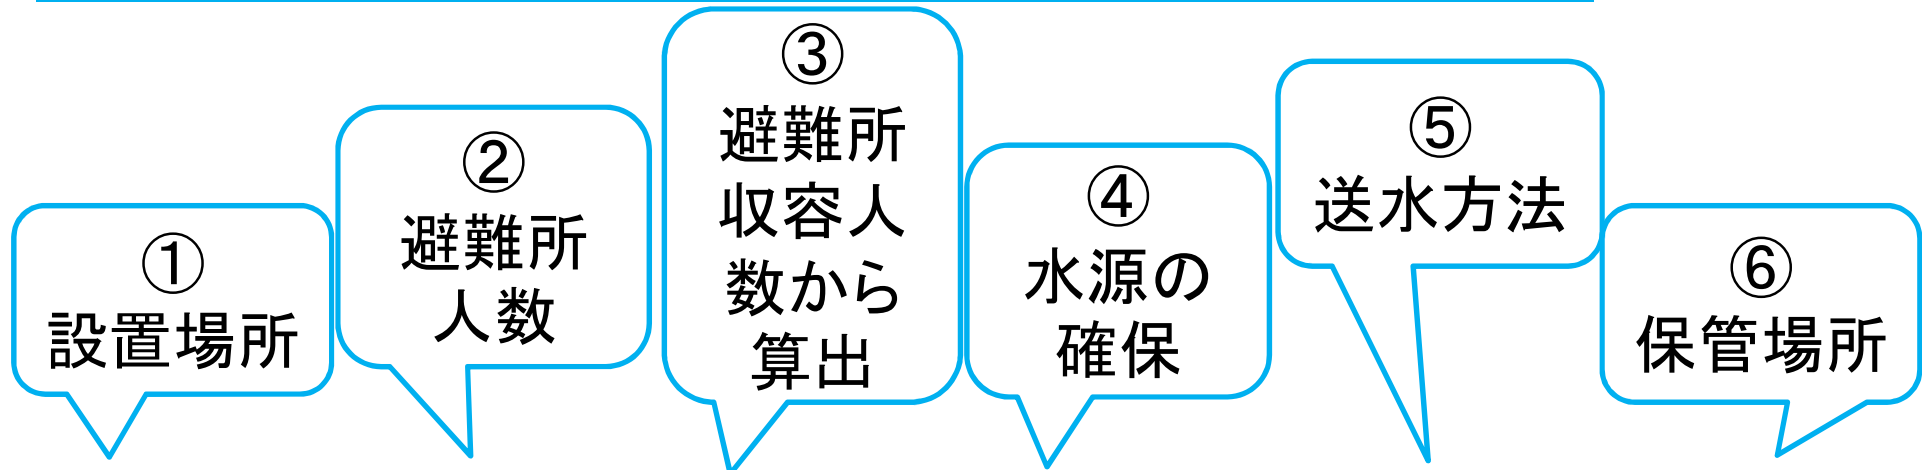 ①
設置場所
②
避難所
人数
③
避難所
収容人
数から
算出
④
水源の
確保
⑤
送水方法
⑥
保管場所